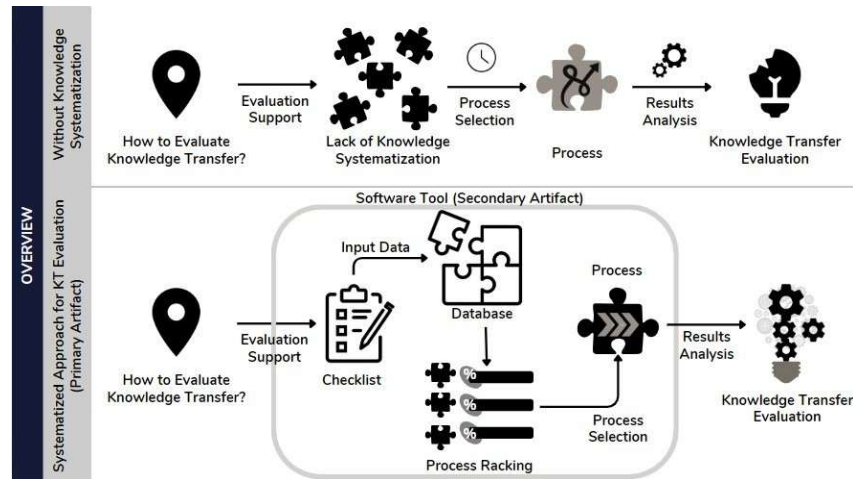 OVERVIEW
Without Knowledge
Systematization
How to Evaluate
Knowledge Transfer?
Evaluation
Support
Lack of Knowledge
Systematization
Process
Selection
Process
Results
Analysis
Knowledge Transfer
Evaluation
Systematized Approach for KT Evaluation
(Primary Artifact)
Software Tool (Secondary Artifact)
How to Evaluate
Knowledge Transfer?
Evaluation
Support
Checklist
Input Data
Database
%
%
%
Process Racking
Process
Selection
Process
Results
Analysis
Knowledge Transfer
Evaluation